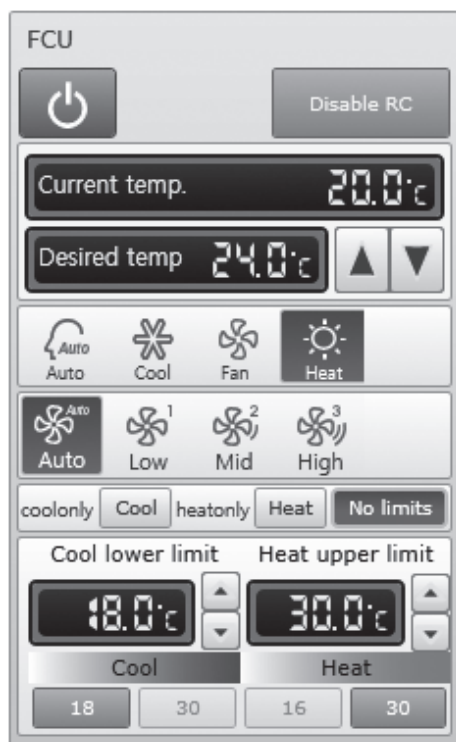 FCU
Disable RC
Current temp. 20.0°c
Desired temp 24.0°c
Auto
Auto Cool Fan Heat
Auto 1 2 3
Auto Low Mid High
coolonly Cool heatonly Heat No limits
Cool lower limit Heat upper limit
18.0°c 30.0°c
Cool Heat
18 30 16 30